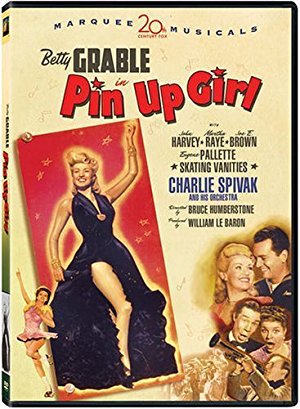 MARQUEE 20th CENTURY FOX MUSICALS
Betty GRABLE
in
Pin Up Girl
WITH
John HARVEY Martha RAYE Joe E. BROWN
Eugene PALLETTE
SKATING VANITIES
CHARLIE SPIVAK
AND HIS ORCHESTRA
Directed by BRUCE HUMBERSTONE
Produced by WILLIAM LE BARON
Betty GRABLE in Pin Up Girl